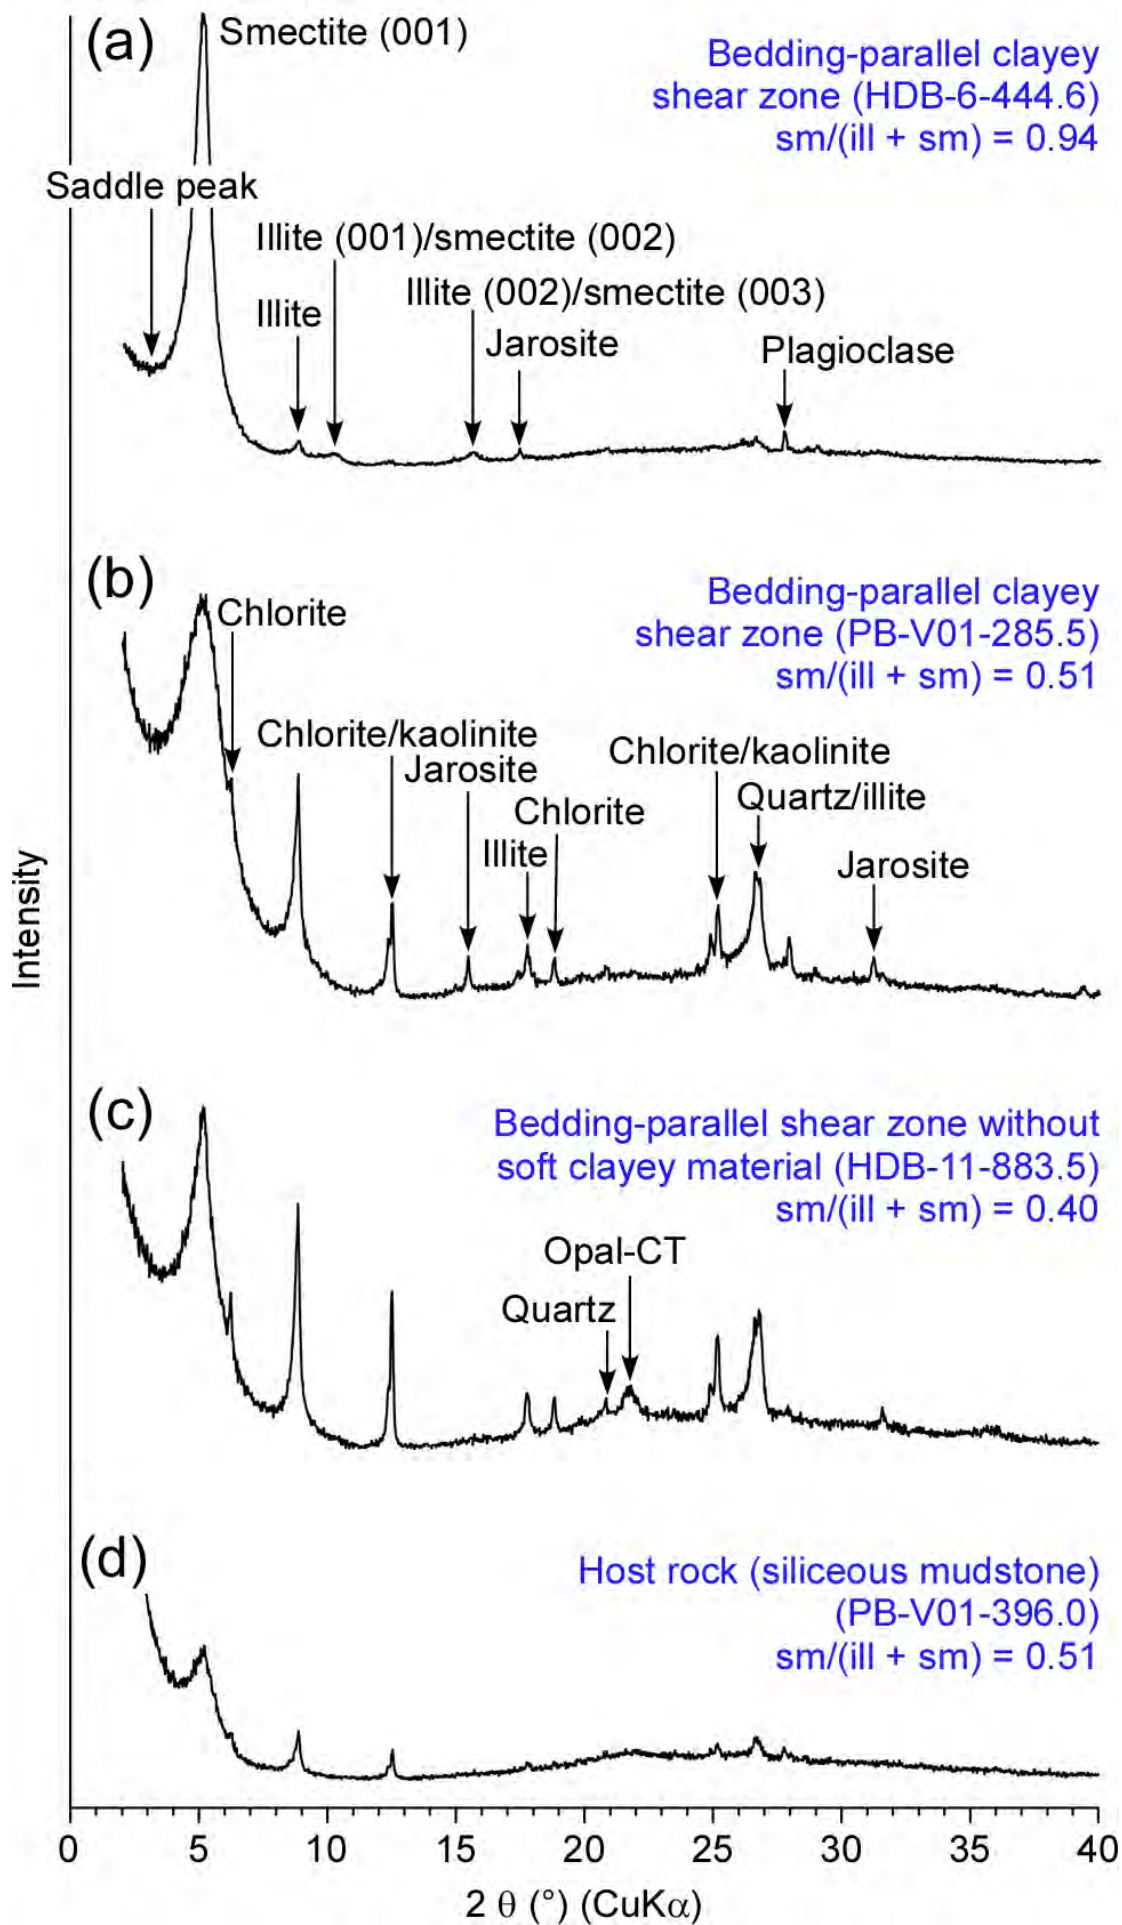 (a)
Smectite (001)
Bedding-parallel clayey
shear zone (HDB-6-444.6)
sm/(ill + sm) = 0.94
Saddle peak
Illite (001)/smectite (002)
Illite (002)/smectite (003)
Illite
Jarosite
Plagioclase
(b)
Chlorite
Bedding-parallel clayey
shear zone (PB-V01-285.5)
sm/(ill + sm) = 0.51
Chlorite/kaolinite
Jarosite
Chlorite/kaolinite
Quartz/illite
Chlorite
Illite
Jarosite
Intensity
(c)
Bedding-parallel shear zone without
soft clayey material (HDB-11-883.5)
sm/(ill + sm) = 0.40
Opal-CT
Quartz
(d)
Host rock (siliceous mudstone)
(PB-V01-396.0)
sm/(ill + sm) = 0.51
0 5 10 15 20 25 30 35 40
2 θ (°) (CuKα)